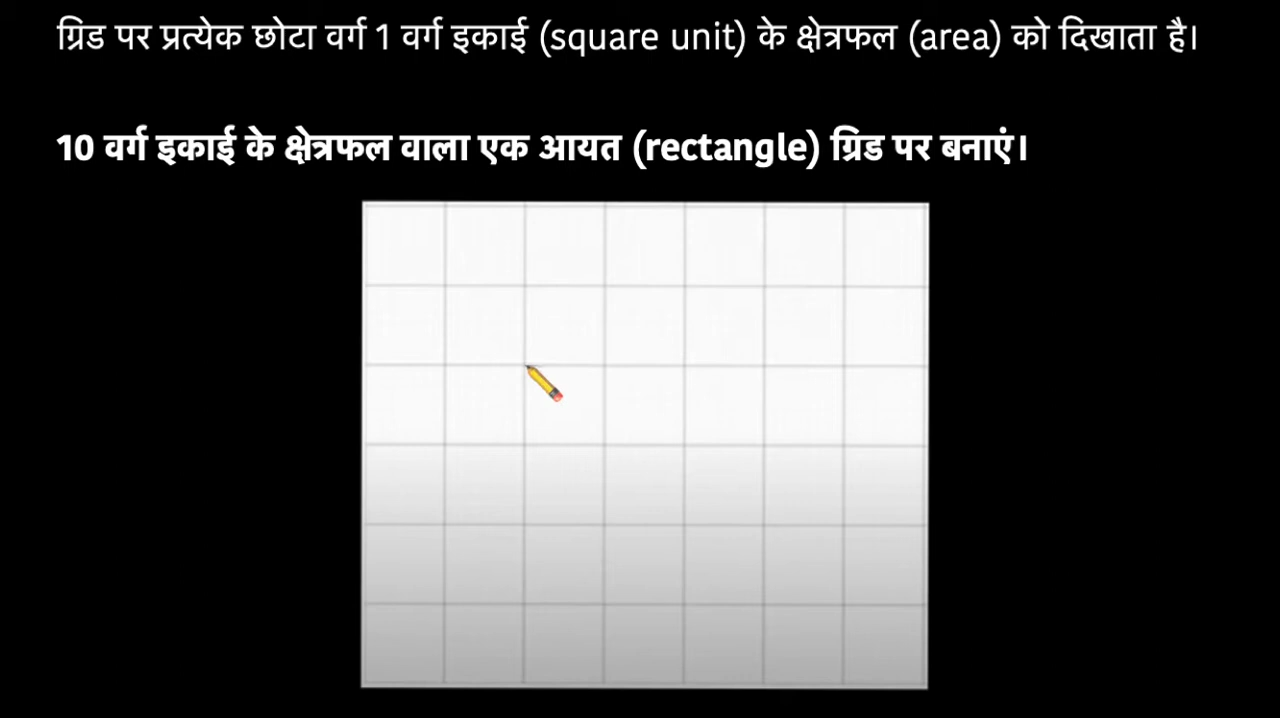 ग्रिड पर प्रत्येक छोटा वर्ग 1 वर्ग इकाई (square unit) के क्षेत्रफल (area) को दिखाता है।
10 वर्ग इकाई के क्षेत्रफल वाला एक आयत (rectangle) ग्रिड पर बनाएं।